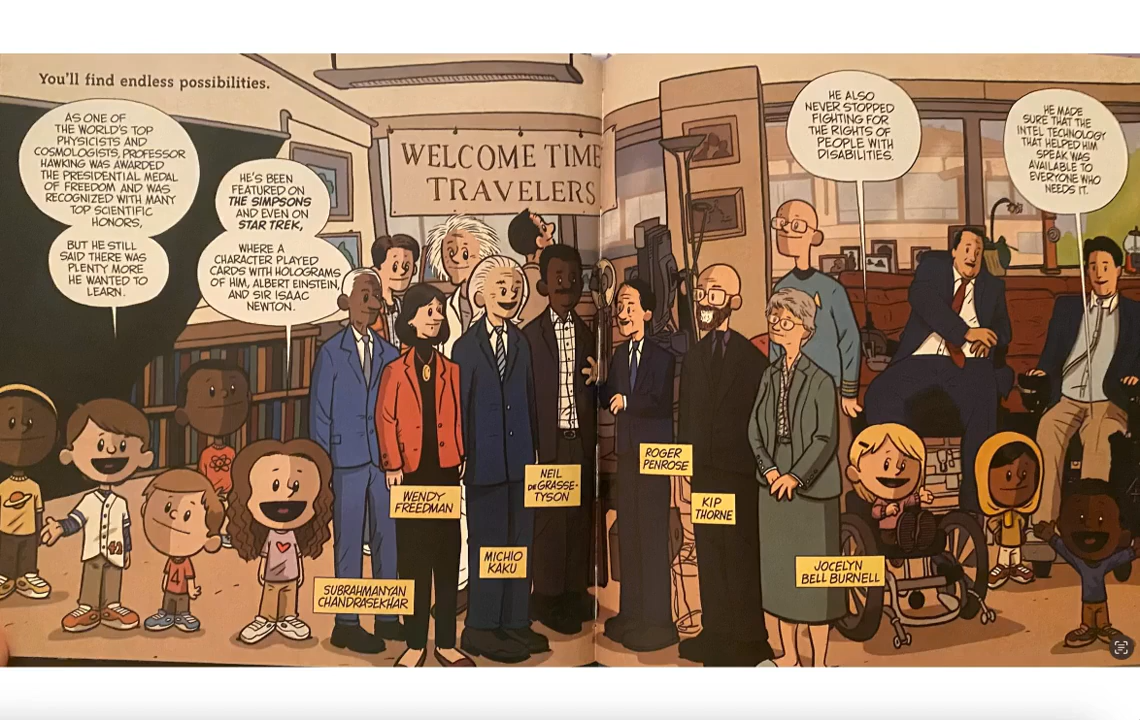 You'll find endless possibilities.
AS ONE OF
THE WORLD'S TOP
PHYSICISTS AND
COSMOLOGISTS, PROFESSOR
HAWKING WAS AWARDED
THE PRESIDENTIAL MEDAL
OF FREEDOM AND WAS
RECOGNIZED WITH MANY
TOP SCIENTIFIC
HONORS,
BUT HE STILL
SAID THERE WAS
PLENTY MORE
HE WANTED TO
LEARN.
HE'S BEEN
FEATURED ON
THE SIMPSONS
AND EVEN ON
STAR TREK,
WHERE A
CHARACTER PLAYED
CARDS WITH HOLOGRAMS
OF HIM, ALBERT EINSTEIN,
AND SIR ISAAC
NEWTON.
WELCOME TIME
TRAVELERS
HE ALSO
NEVER STOPPED
FIGHTING FOR
THE RIGHTS OF
PEOPLE WITH
DISABILITIES.
HE MADE
SURE THAT THE
INTEL TECHNOLOGY
THAT HELPED HIM
SPEAK WAS
AVAILABLE TO
EVERYONE WHO
NEEDS IT.
SUBRAHMANYAN
CHANDRASEKHAR
WENDY
FREEDMAN
MICHIO
KAKU
NEIL
DEGRASSE-
TYSON
ROGER
PENROSE
KIP
THORNE
JOCELYN
BELL BURNELL
4